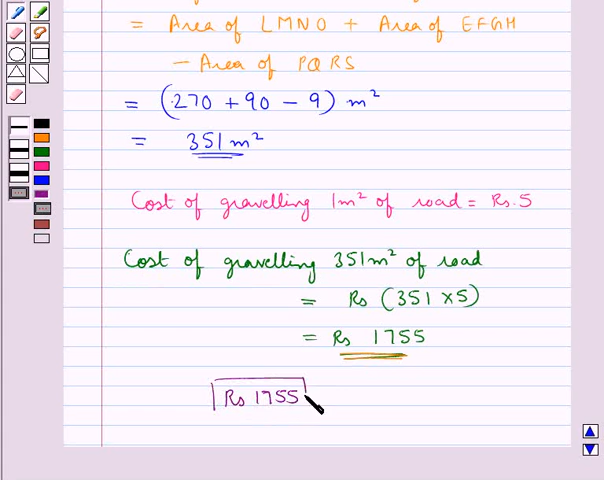 = Area of LMNO + Area of EFGH
- Area of PQRS
= (270 + 90 - 9) m²
= 351 m²
Cost of gravelling 1m² of road = Rs. 5
Cost of gravelling 351m² of road
= Rs (351 × 5)
= Rs 1755
Rs 1755